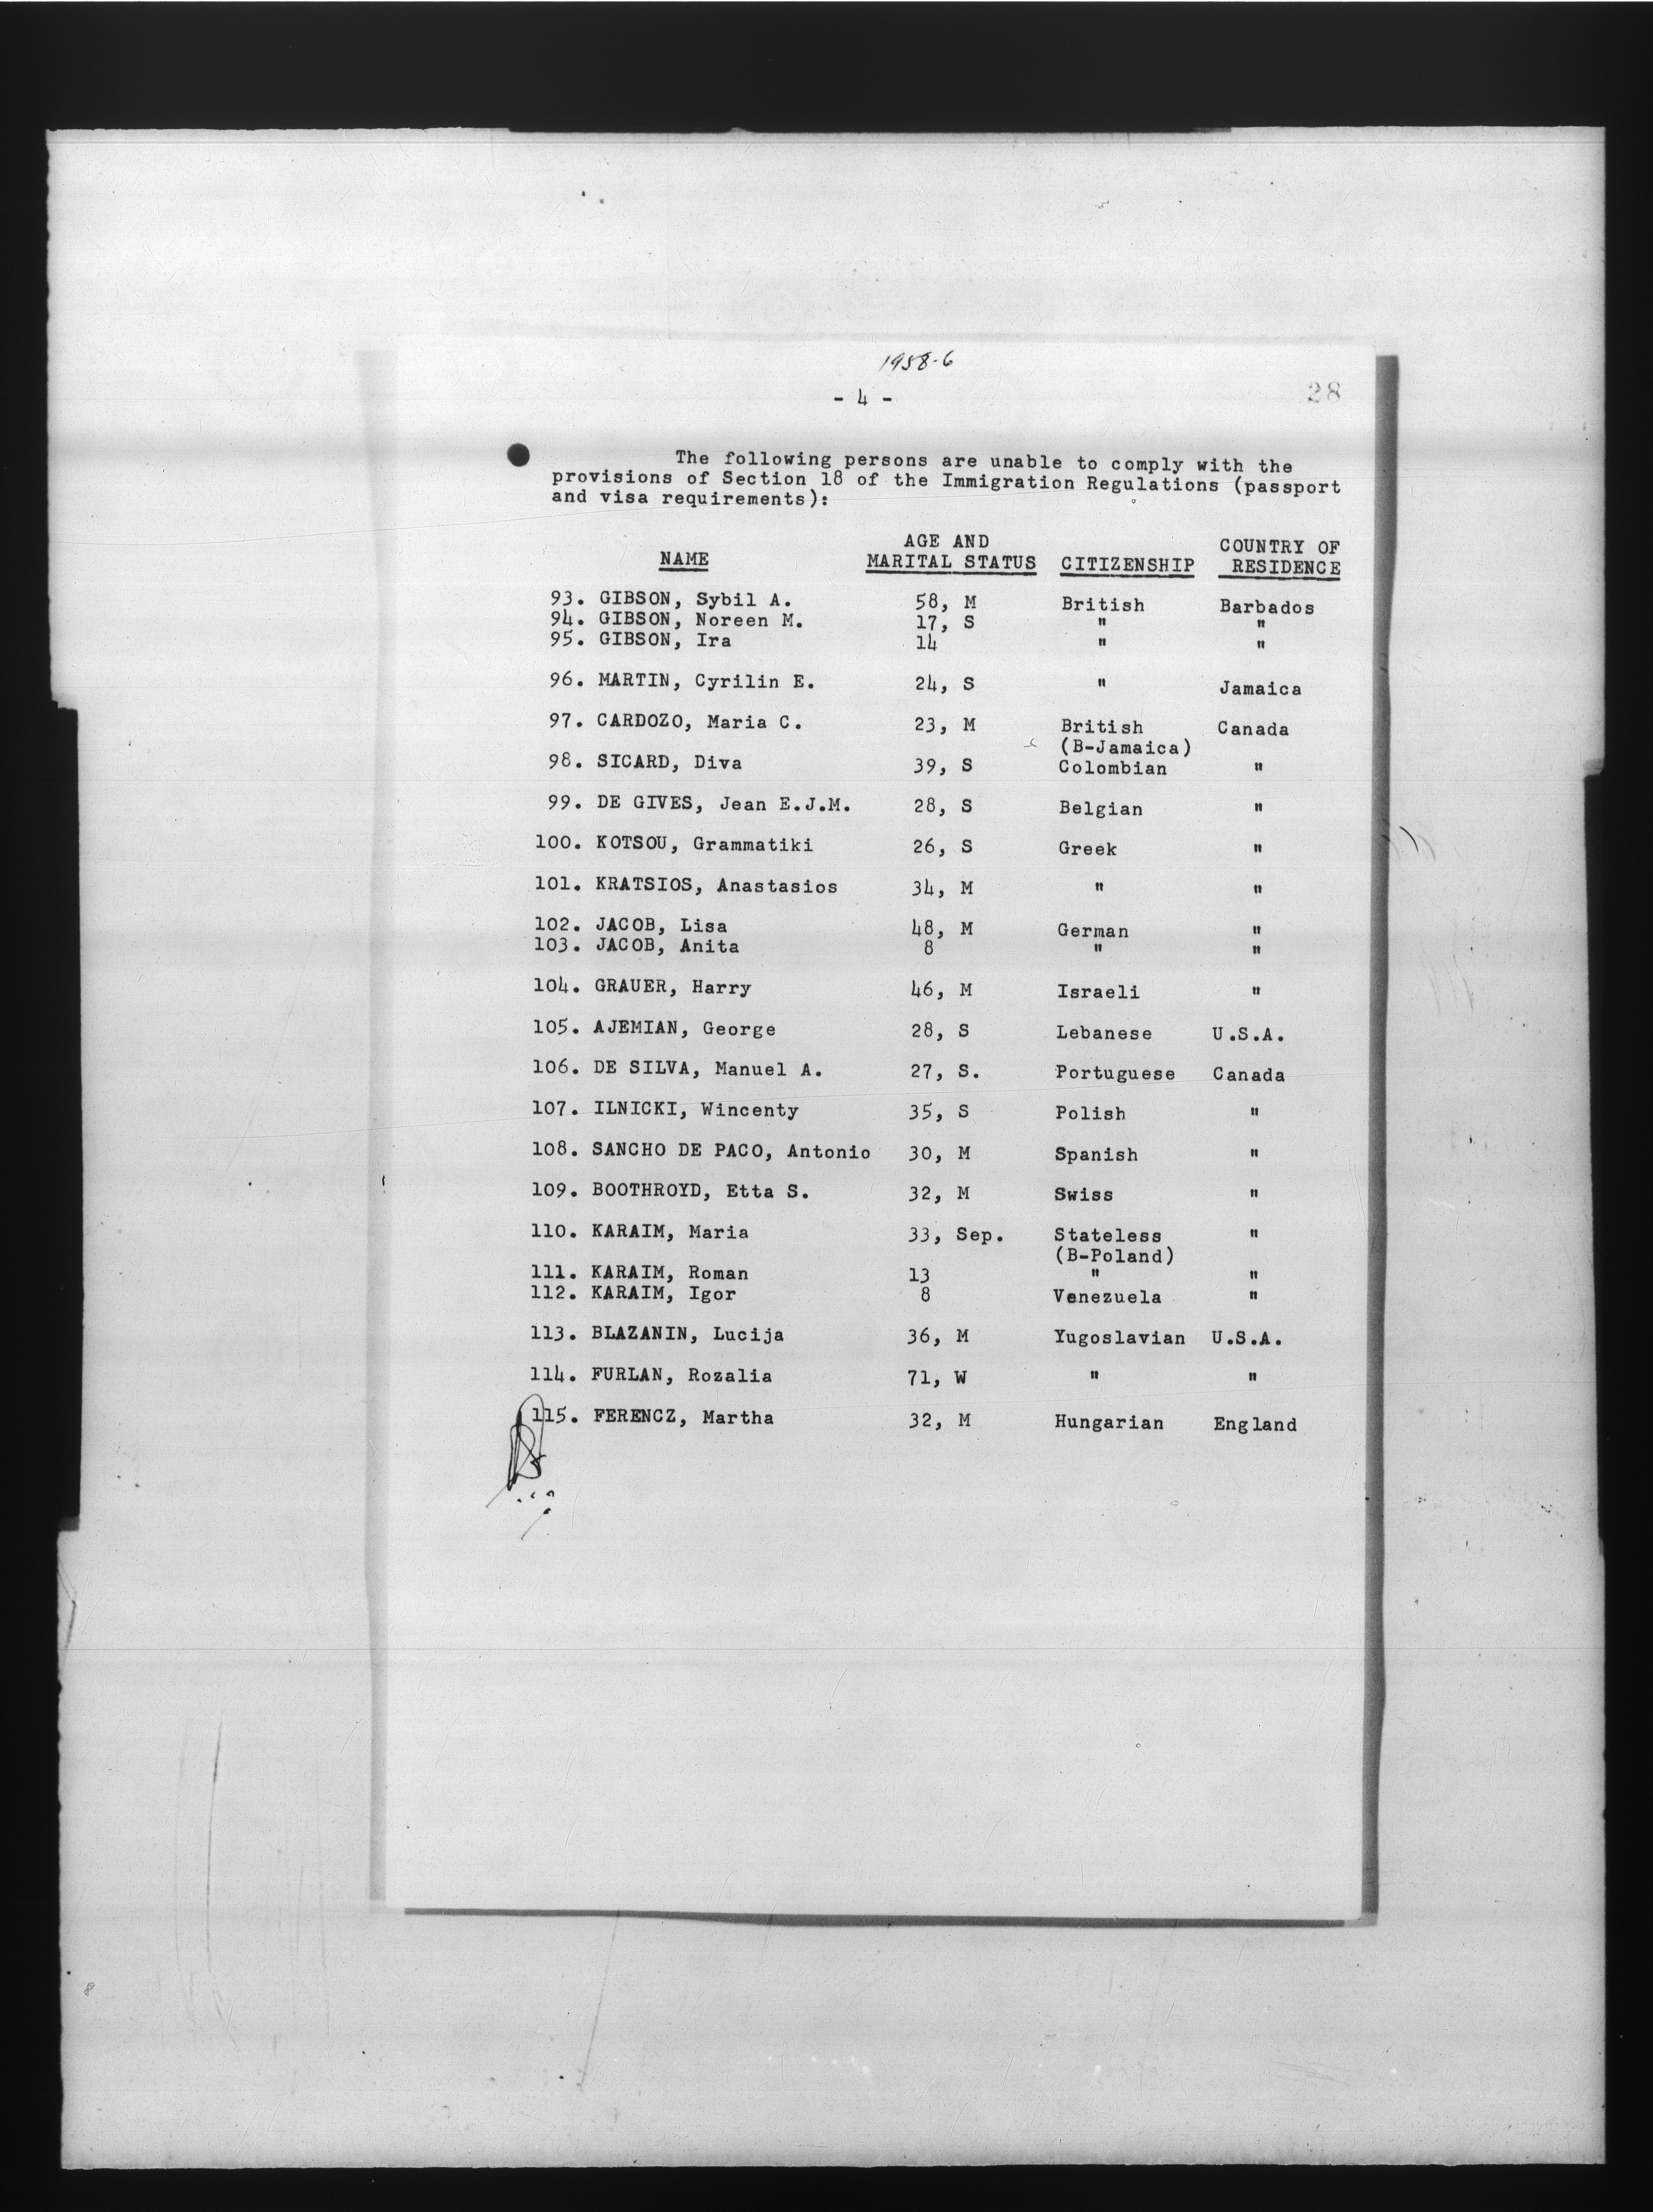 1958-6
- 4 -
28
The following persons are unable to comply with the
provisions of Section 18 of the Immigration Regulations (passport
and visa requirements):
NAME AGE AND MARITAL STATUS CITIZENSHIP COUNTRY OF RESIDENCE
93. GIBSON, Sybil A. 58, M British Barbados
94. GIBSON, Noreen M. 17, S " "
95. GIBSON, Ira 14 " "
96. MARTIN, Cyrilin E. 24, S " Jamaica
97. CARDOZO, Maria C. 23, M British Canada
(B-Jamaica)
98. SICARD, Diva 39, S Colombian "
99. DE GIVES, Jean E.J.M. 28, S Belgian "
100. KOTSOU, Grammatiki 26, S Greek "
101. KRATSIOS, Anastasios 34, M " "
102. JACOB, Lisa 48, M German "
103. JACOB, Anita 8 " "
104. GRAUER, Harry 46, M Israeli "
105. AJEMIAN, George 28, S Lebanese U.S.A.
106. DE SILVA, Manuel A. 27, S. Portuguese Canada
107. ILNICKI, Wincenty 35, S Polish "
108. SANCHO DE PACO, Antonio 30, M Spanish "
109. BOOTHROYD, Etta S. 32, M Swiss "
110. KARAIM, Maria 33, Sep. Stateless "
(B-Poland)
111. KARAIM, Roman 13 " "
112. KARAIM, Igor 8 Venezuela "
113. BLAZANIN, Lucija 36, M Yugoslavian U.S.A.
114. FURLAN, Rozalia 71, W " "
115. FERENCZ, Martha 32, M Hungarian England